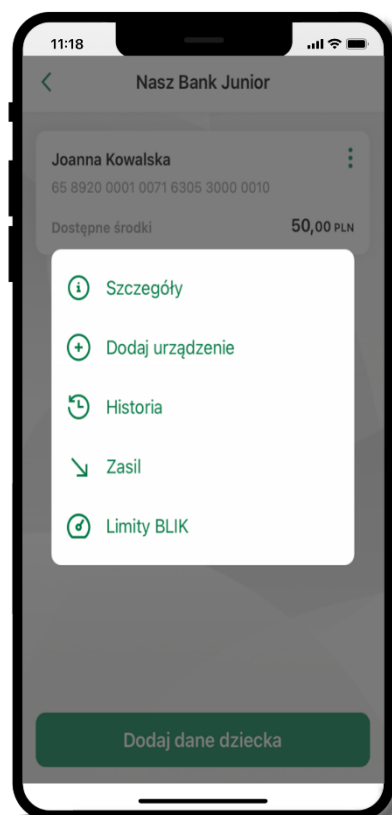 11:18
Nasz Bank Junior
Joanna Kowalska
65 8920 0001 0071 6305 3000 0010
Dostępne środki 50,00 PLN
Szczegóły
Dodaj urządzenie
Historia
Zasil
Limity BLIK
Dodaj dane dziecka